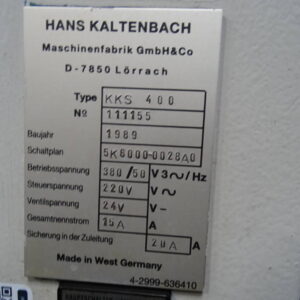 HANS KALTENBACH
Maschinenfabrik GmbH&Co
D-7850 Lörrach
Type KKS 400
№ 111155
Baujahr 1989
Schaltplan 5K6000-0028A0
Betriebsspannung 380/50 V 3~/Hz
Steuerspannung 220V V ~
Ventilspannung 24V V –
Gesamtnennstrom 15A A
Sicherung in der Zuleitung 20A A
Made in West Germany
4-2999-636410